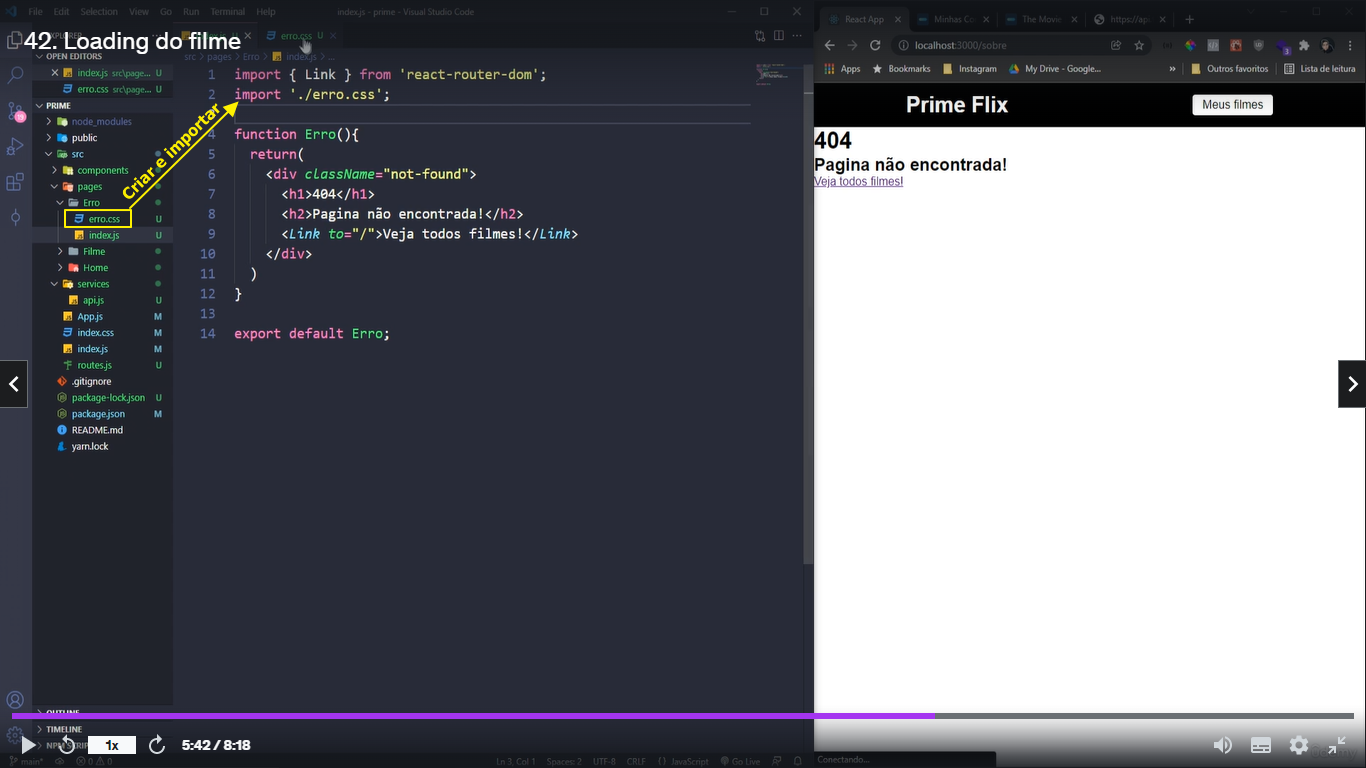 File Edit Selection View Go Run Terminal Help
index.js - prime - Visual Studio Code
42. Loading do filme
erro.css U
OPEN EDITORS
index.js src\page... U
erro.css src\page... U
PRIME
node_modules
public
src
components
pages
Erro
erro.css U
index.js U
Filme
Home
services
api.js U
App.js M
index.css M
index.js M
routes.js U
.gitignore
package-lock.json U
package.json M
README.md
yarn.lock
OUTLINE
TIMELINE
Criar e importar
src > pages > Erro > index.js > ...
1 import { Link } from 'react-router-dom';
2 import './erro.css';
4 function Erro(){
5 return(
6 <div className="not-found">
7 <h1>404</h1>
8 <h2>Pagina não encontrada!</h2>
9 <Link to="/">Veja todos filmes!</Link>
10 </div>
11 )
12 }
13
14 export default Erro;
React App
Minhas Co
The Movie
https://api
localhost:3000/sobre
Apps Bookmarks Instagram My Drive - Google... » Outros favoritos Lista de leitura
Prime Flix
Meus filmes
404
Pagina não encontrada!
Veja todos filmes!
1x
5:42 / 8:18
main*
0 0
Ln 3, Col 1 Spaces: 2 UTF-8 CRLF JavaScript Go Live
Conectando...